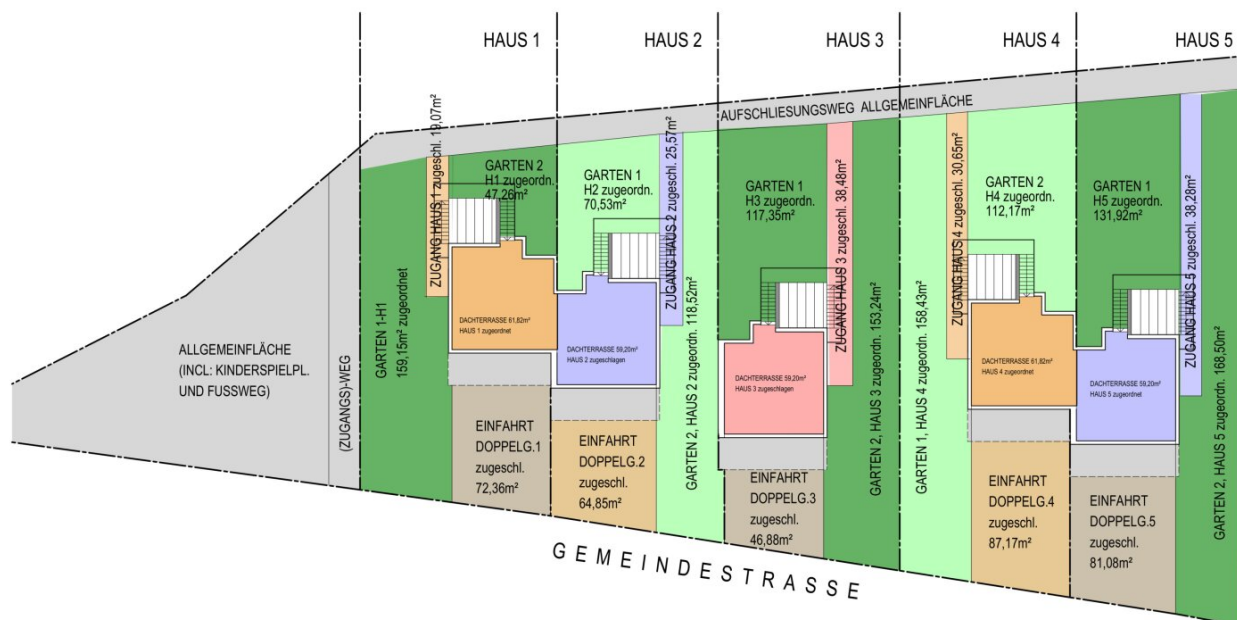 HAUS 1
HAUS 2
HAUS 3
HAUS 4
HAUS 5
AUFSCHLIESUNGSWEG ALLGEMEINFLÄCHE
ALLGEMEINFLÄCHE
(INCL: KINDERSPIELPL.
UND FUSSWEG)
(ZUGANGS)-WEG
GARTEN 1-H1
159,15m² zugeordnet
ZUGANG HAUS 1 zugeschl. 19,07m²
GARTEN 2
H1 zugeordn.
47,26m²
DACHTERRASSE 61,82m²
HAUS 1 zugeordnet
EINFAHRT
DOPPELG.1
zugeschl.
72,36m²
GARTEN 1
H2 zugeordn.
70,53m²
ZUGANG HAUS 2 zugeschl. 25,57m²
DACHTERRASSE 59,20m²
HAUS 2 zugeschlagen
EINFAHRT
DOPPELG.2
zugeschl.
64,85m²
GARTEN 2, HAUS 2 zugeordn. 118,52m²
GARTEN 1
H3 zugeordn.
117,35m²
ZUGANG HAUS 3 zugeschl. 38,48m²
DACHTERRASSE 59,20m²
HAUS 3 zugeschlagen
EINFAHRT
DOPPELG.3
zugeschl.
46,88m²
GARTEN 2, HAUS 3 zugeordn. 153,24m²
GARTEN 1, HAUS 4 zugeordn. 158,43m²
ZUGANG HAUS 4 zugeschl. 30,65m²
GARTEN 2
H4 zugeordn.
112,17m²
DACHTERRASSE 61,82m²
HAUS 4 zugeordnet
EINFAHRT
DOPPELG.4
zugeschl.
87,17m²
GARTEN 1
H5 zugeordn.
131,92m²
ZUGANG HAUS 5 zugeschl. 38,28m²
DACHTERRASSE 59,20m²
HAUS 5 zugeordnet
EINFAHRT
DOPPELG.5
zugeschl.
81,08m²
GARTEN 2, HAUS 5 zugeordn. 168,50m²
GEMEINDESTRASSE